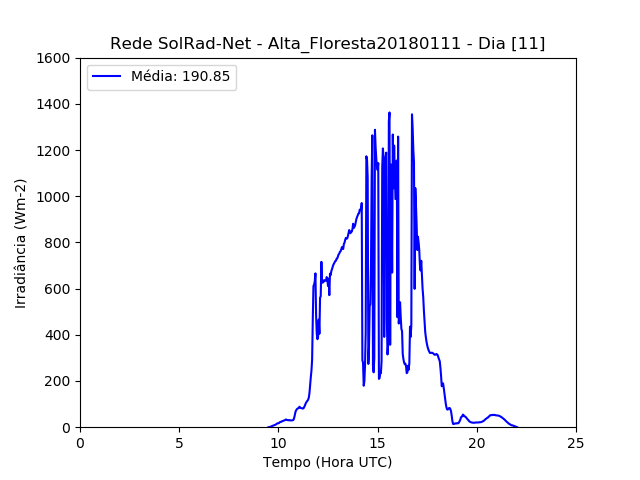 Rede SolRad-Net - Alta_Floresta20180111 - Dia [11]
Média: 190.85
Irradiância (Wm-2)
1600
1400
1200
1000
800
600
400
200
0
0 5 10 15 20 25
Tempo (Hora UTC)